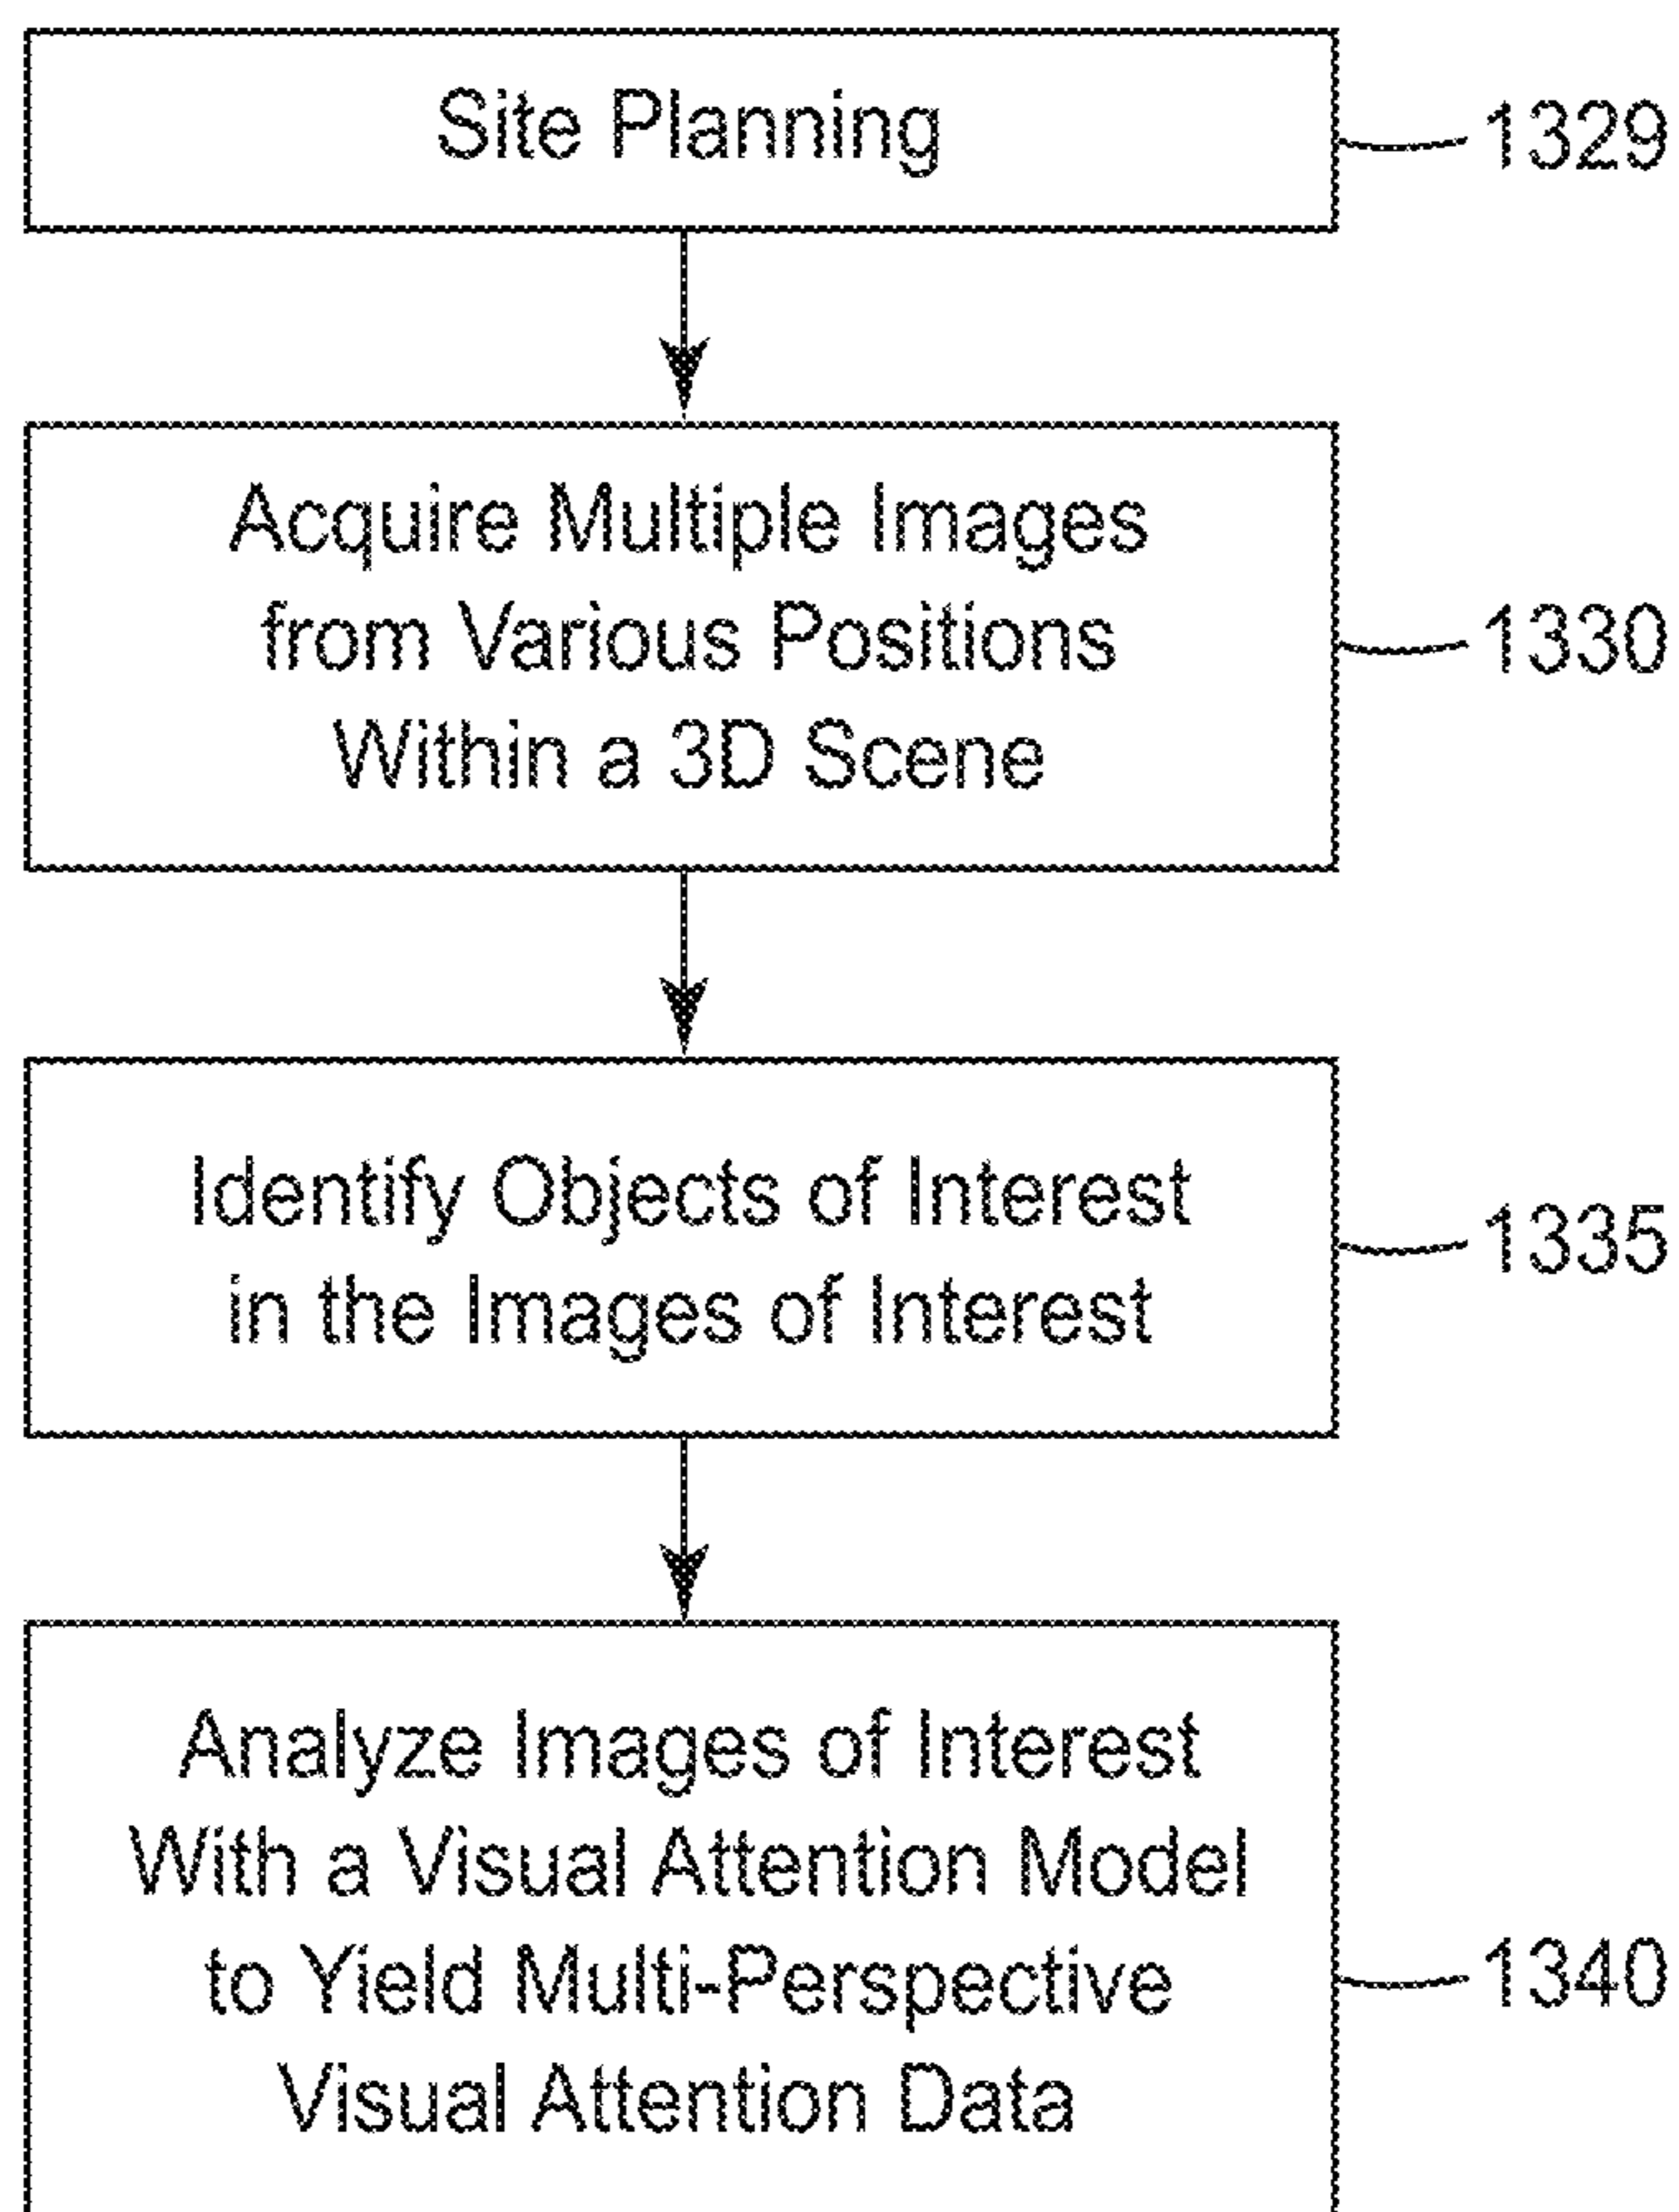 Site Planning
1329
Acquire Multiple Images
from Various Positions
Within a 3D Scene
1330
Identify Objects of Interest
in the Images of Interest
1335
Analyze Images of Interest
With a Visual Attention Model
to Yield Multi-Perspective
Visual Attention Data
1340